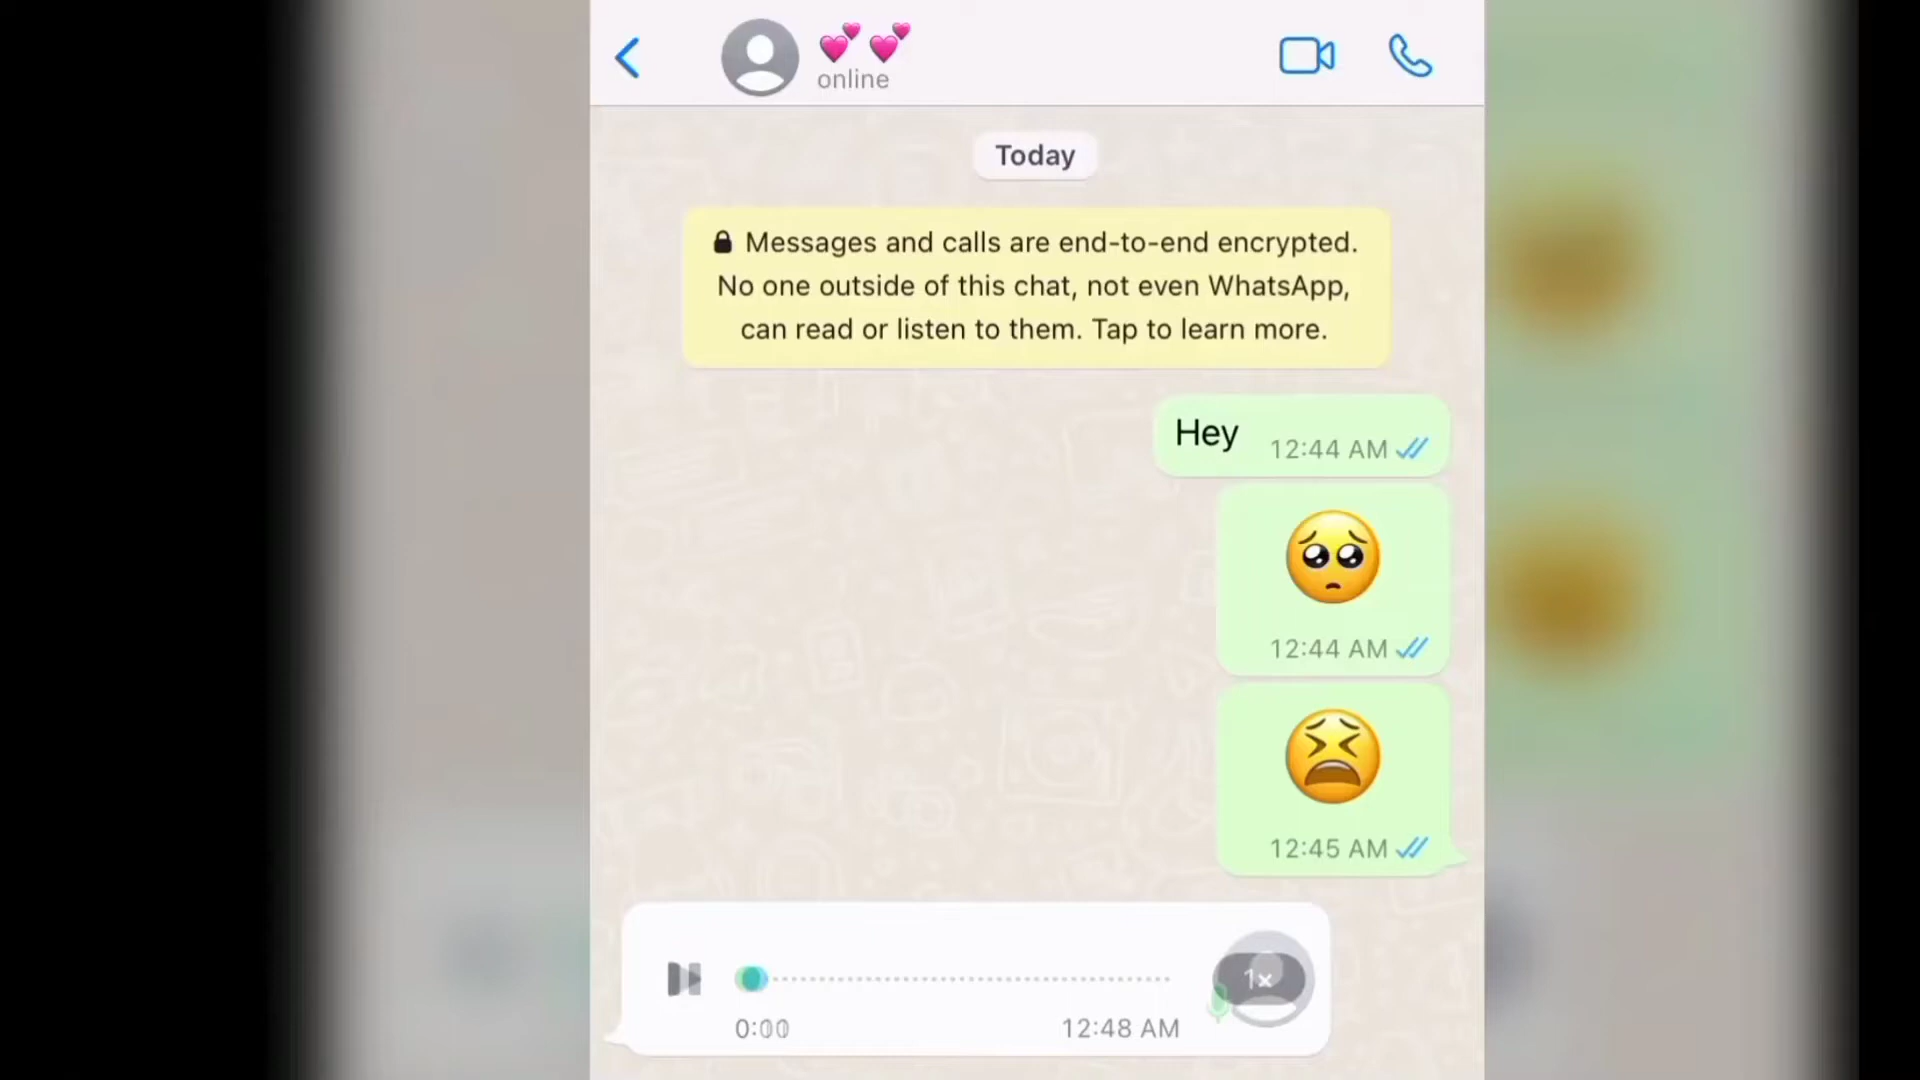 💕💕
online
Today
🔒 Messages and calls are end-to-end encrypted.
No one outside of this chat, not even WhatsApp,
can read or listen to them. Tap to learn more.
Hey 12:44 AM
🥺
12:44 AM
😫
12:45 AM
1x
0:00 12:48 AM